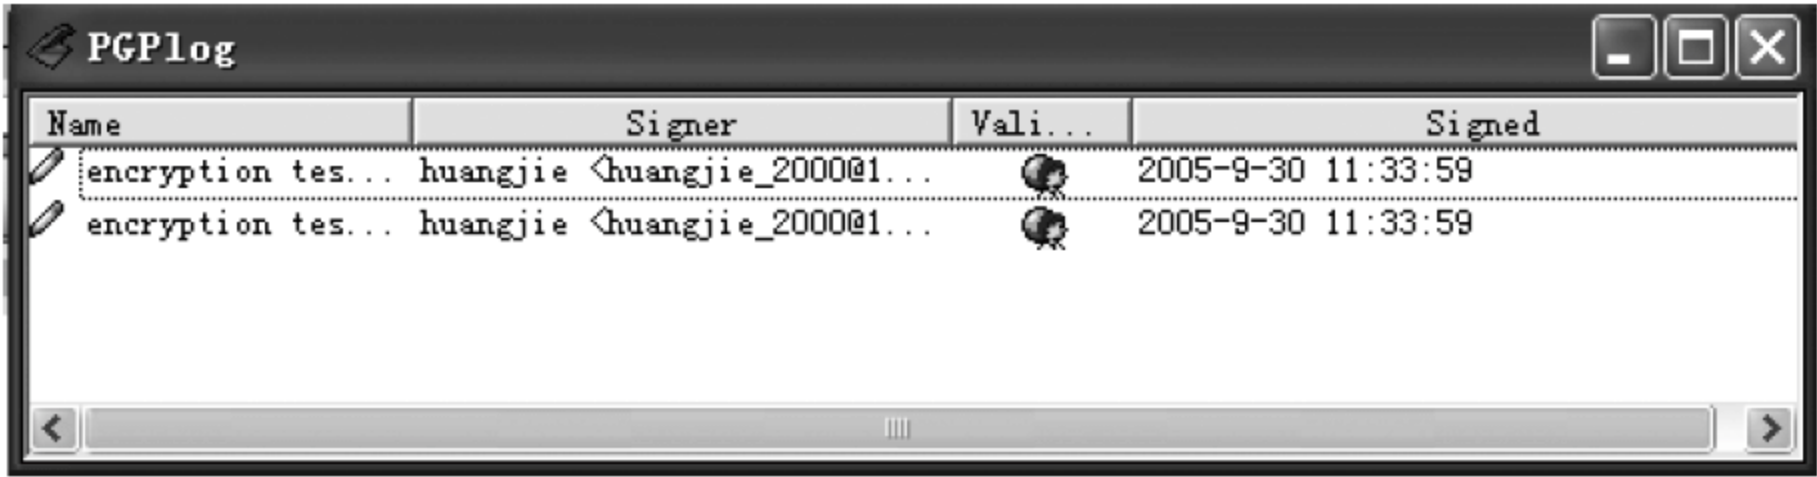 PGPlog
Name Signer Vali... Signed
encryption tes... huangjie <huangjie_2000@1... 2005-9-30 11:33:59
encryption tes... huangjie <huangjie_2000@1... 2005-9-30 11:33:59